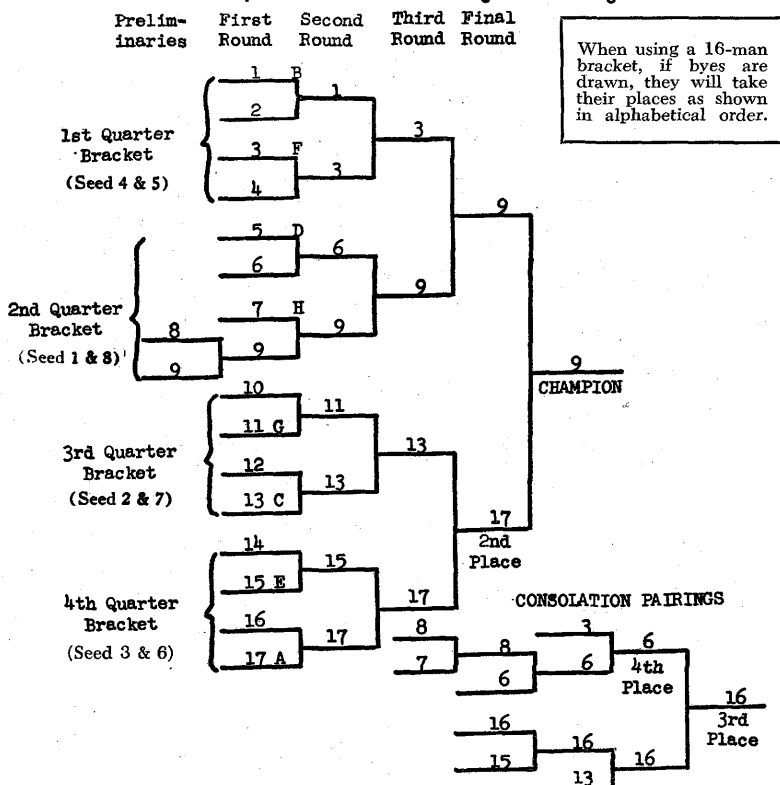 Prelim-
inaries
First
Round
Second
Round
Third
Round
Final
Round
When using a 16-man
bracket, if byes are
drawn, they will take
their places as shown
in alphabetical order.
1 B
1
2
1st Quarter
Bracket
(Seed 4 & 5)
3
3 F
3
4
9
5 D
6
6
9
2nd Quarter
Bracket
(Seed 1 & 8)
7 H
8
9
9
9
9
CHAMPION
10
11
11 G
13
3rd Quarter
Bracket
(Seed 2 & 7)
12
13
13 C
17
2nd
Place
14
15
15 E
17
4th Quarter
Bracket
(Seed 3 & 6)
16
17
17 A
CONSOLATION PAIRINGS
8
7
8
6
3
6
6
4th
Place
16
3rd
Place
16
15
16
13
16